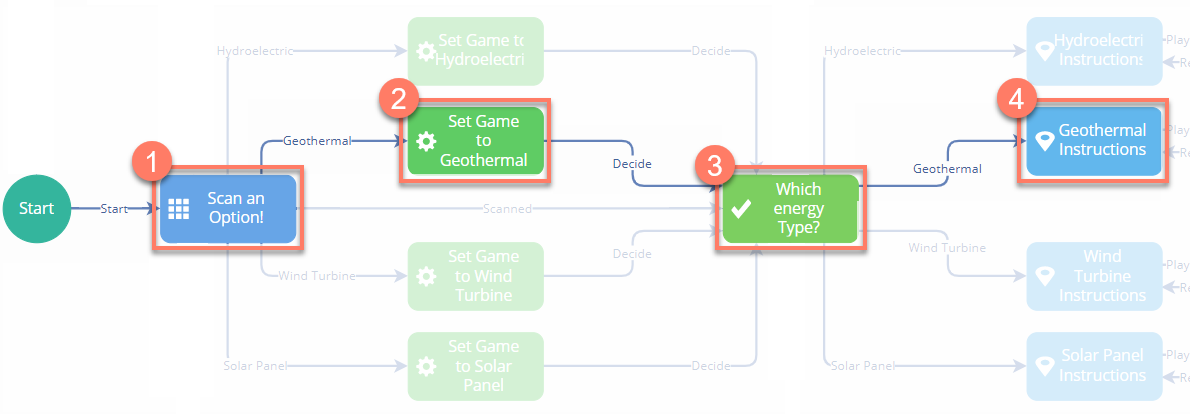 Start
Start
1
Scan an
Option!
Hydroelectric
Geothermal
Scanned
Wind Turbine
Solar Panel
Set Game to
Hydroelectric
2
Set Game
to
Geothermal
Set Game
to Wind
Turbine
Set Game
to Solar
Panel
Decide
Decide
Decide
Decide
3
Which
energy
Type?
Hydroelectric
Geothermal
Wind Turbine
Solar Panel
Hydroelectric
Instructions
4
Geothermal
Instructions
Wind
Turbine
Instructions
Solar Panel
Instructions
Play
Re
Play
Re
Play
Re
Play
Re